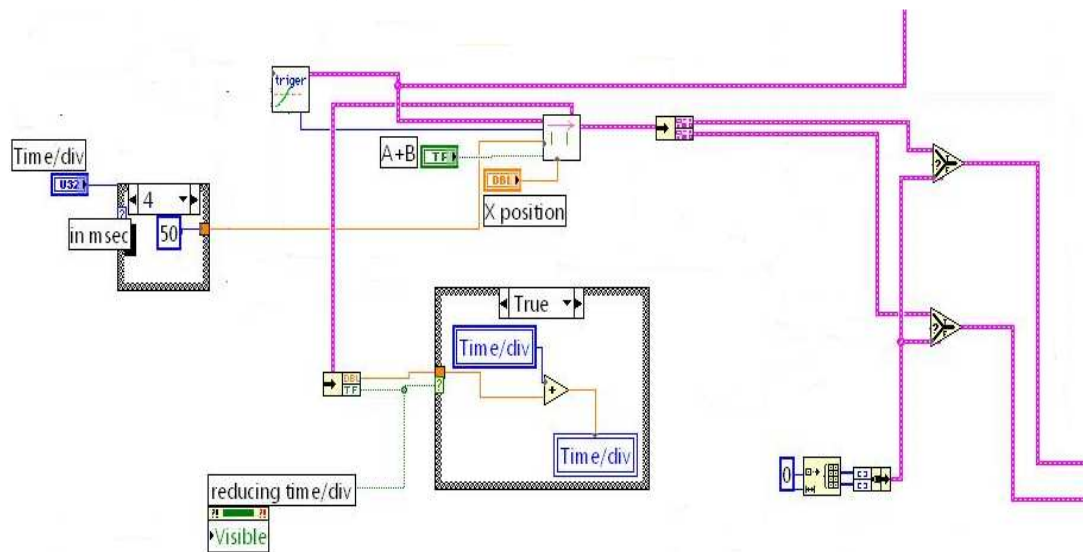 triger
Time/div
U32
4
in msec
50
A+B
TF
DBL
X position
?
True
Time/div
DBL
TF
?
+
Time/div
reducing time/div
?! ?!
Visible
?
T
F
?
0